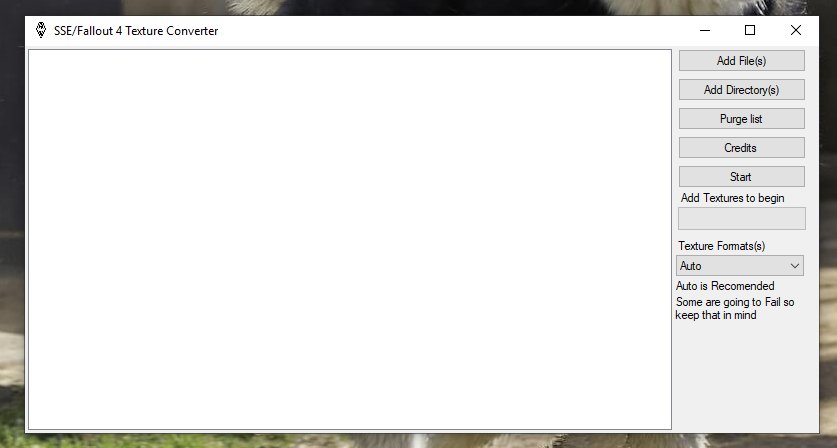 SSE/Fallout 4 Texture Converter
Add File(s)
Add Directory(s)
Purge list
Credits
Start
Add Textures to begin
Texture Formats(s)
Auto
Auto is Recomended
Some are going to Fail so
keep that in mind